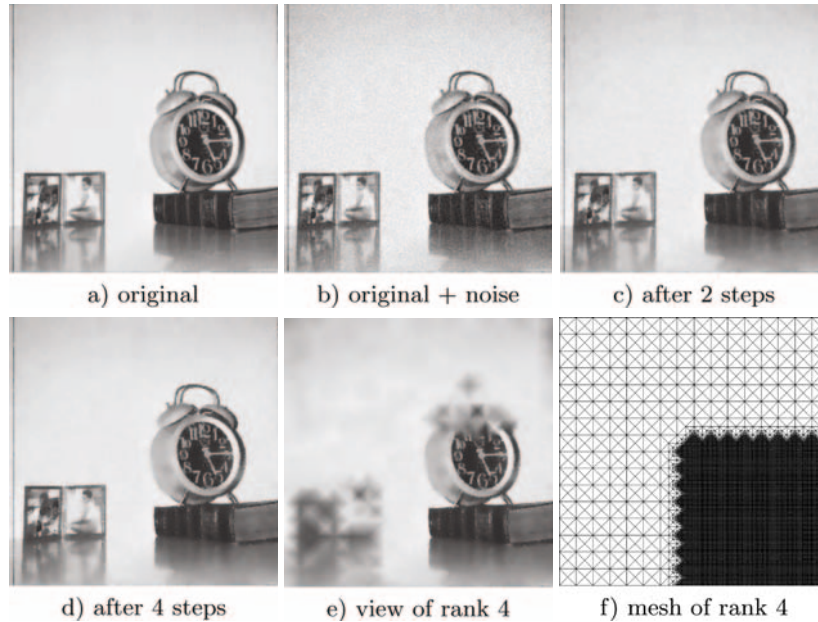 a) original
b) original + noise
c) after 2 steps
d) after 4 steps
e) view of rank 4
f) mesh of rank 4